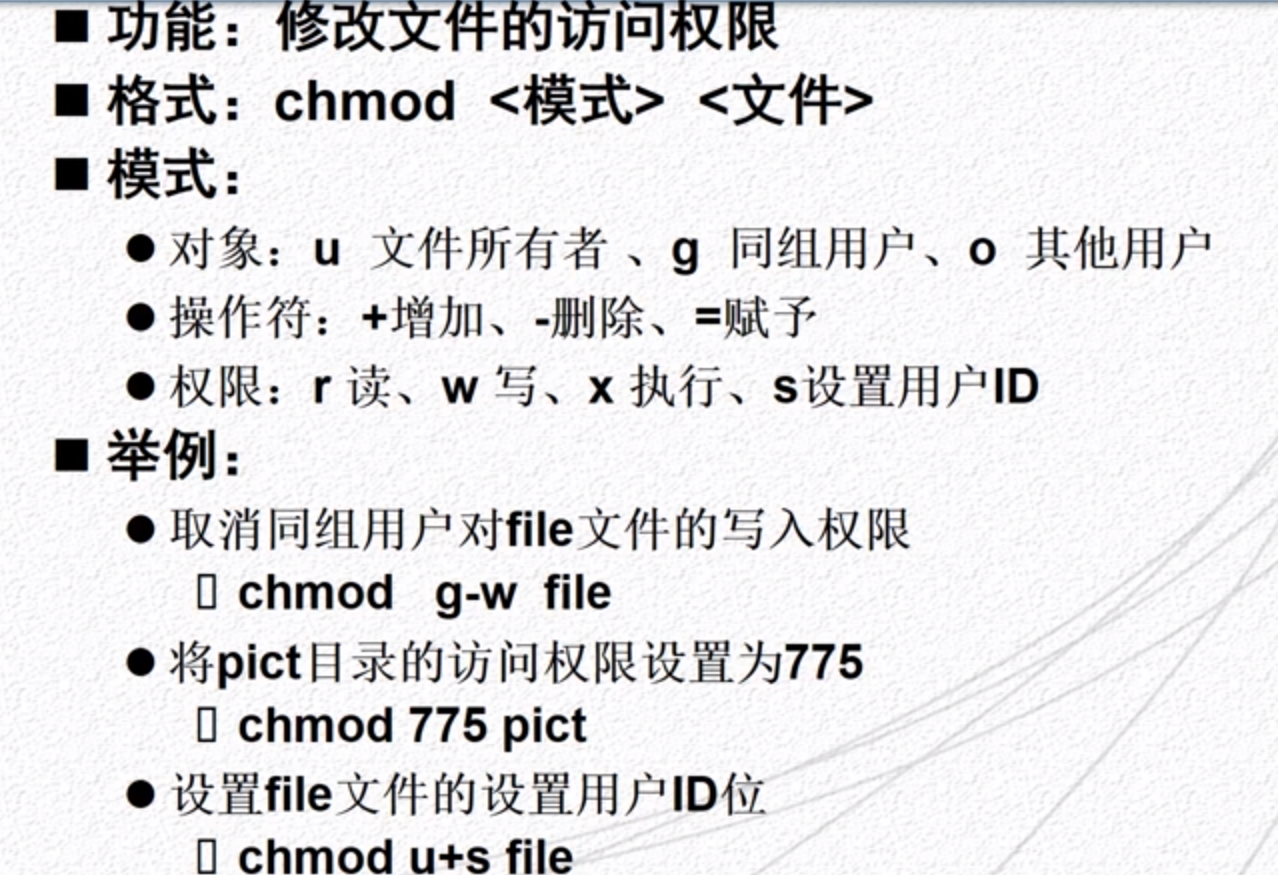 ■ 功能：修改文件的访问权限
■ 格式：chmod <模式> <文件>
■ 模式：
● 对象：u 文件所有者 、g 同组用户、o 其他用户
● 操作符：+增加、-删除、=赋予
● 权限：r 读、w 写、x 执行、s设置用户ID
■ 举例：
● 取消同组用户对file文件的写入权限
▯ chmod g-w file
● 将pict目录的访问权限设置为775
▯ chmod 775 pict
● 设置file文件的设置用户ID位
▯ chmod u+s file